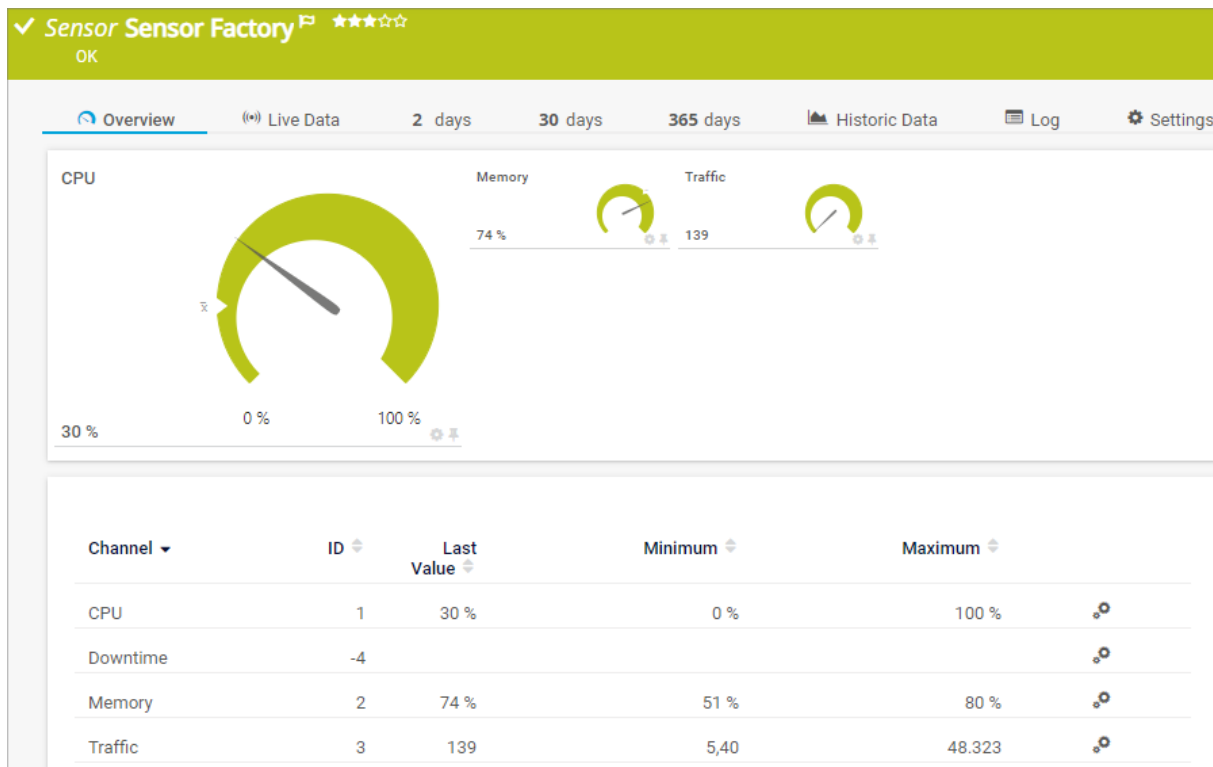 Sensor Sensor Factory
OK
Overview Live Data 2 days 30 days 365 days Historic Data Log Settings
CPU
Memory
Traffic
74 %
139
x̄
0 %
100 %
30 %
Channel ID Last Value Minimum Maximum
CPU 1 30 % 0 % 100 %
Downtime -4
Memory 2 74 % 51 % 80 %
Traffic 3 139 5,40 48.323